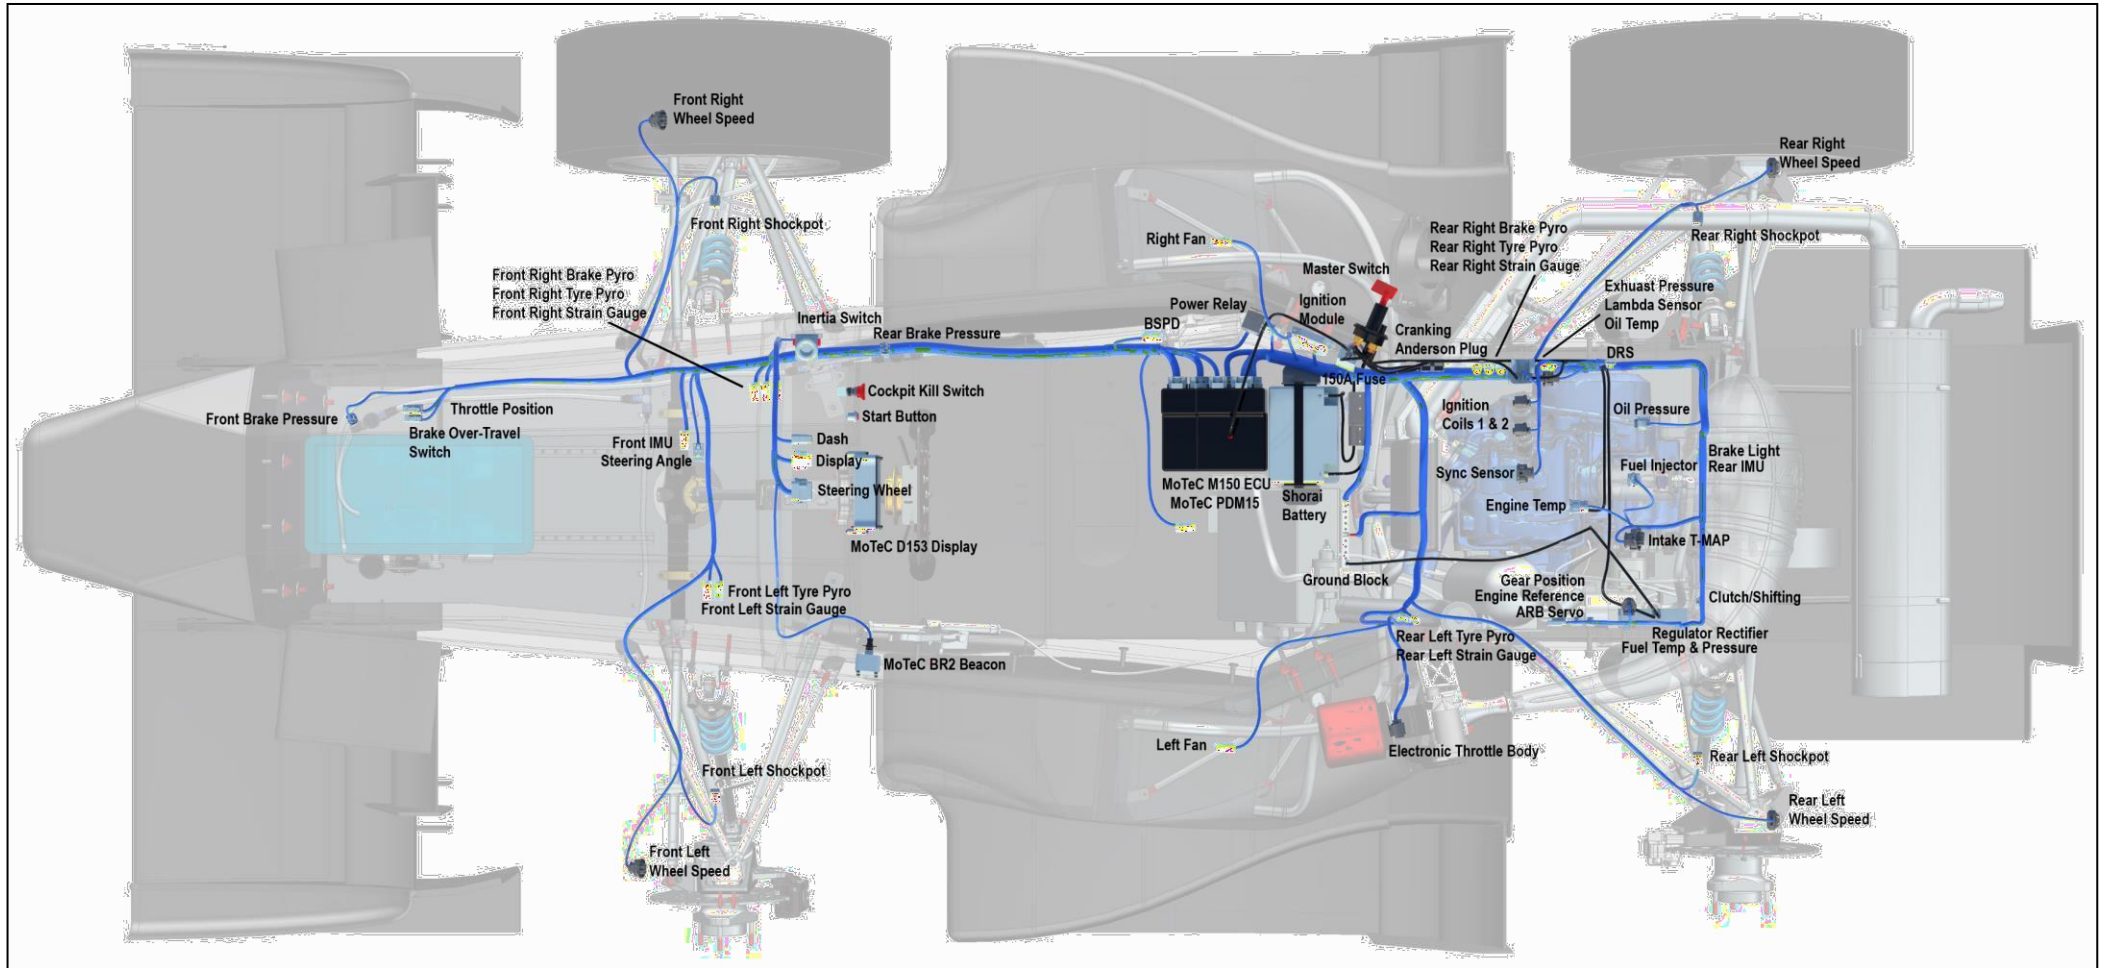 Front Right
Wheel Speed
Front Right Shockpot
Front Right Brake Pyro
Front Right Tyre Pyro
Front Right Strain Gauge
Inertia Switch
Rear Brake Pressure
Front Brake Pressure
Throttle Position
Brake Over-Travel
Switch
Front IMU
Steering Angle
Cockpit Kill Switch
Start Button
Dash
Display
Steering Wheel
MoTeC D153 Display
Front Left Tyre Pyro
Front Left Strain Gauge
MoTeC BR2 Beacon
Front Left Shockpot
Front Left
Wheel Speed
Right Fan
Power Relay
BSPD
Ignition
Module
Master Switch
Cranking
Anderson Plug
150A Fuse
MoTeC M150 ECU
MoTeC PDM15
Shorai
Battery
Ground Block
Rear Right
Wheel Speed
Rear Right Shockpot
Rear Right Brake Pyro
Rear Right Tyre Pyro
Rear Right Strain Gauge
Exhuast Pressure
Lambda Sensor
Oil Temp
DRS
Ignition
Coils 1 & 2
Sync Sensor
Oil Pressure
Brake Light
Rear IMU
Fuel Injector
Engine Temp
Intake T-MAP
Gear Position
Engine Reference
ARB Servo
Clutch/Shifting
Regulator Rectifier
Fuel Temp & Pressure
Rear Left Tyre Pyro
Rear Left Strain Gauge
Left Fan
Electronic Throttle Body
Rear Left Shockpot
Rear Left
Wheel Speed